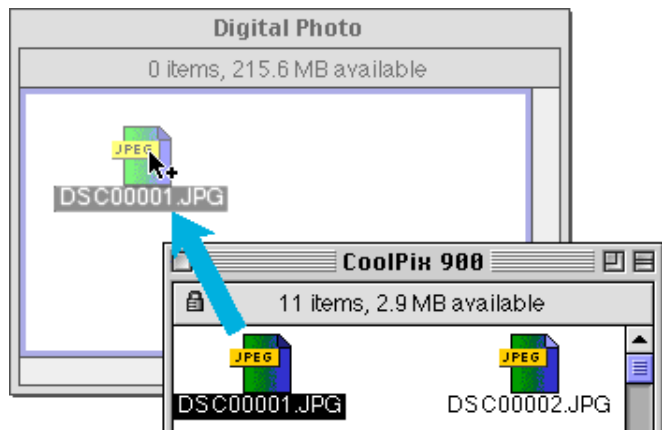 Digital Photo
0 items, 215.6 MB available
JPEG
DSC00001.JPG
CoolPix 900
11 items, 2.9 MB available
JPEG
JPEG
DSC00001.JPG
DSC00002.JPG